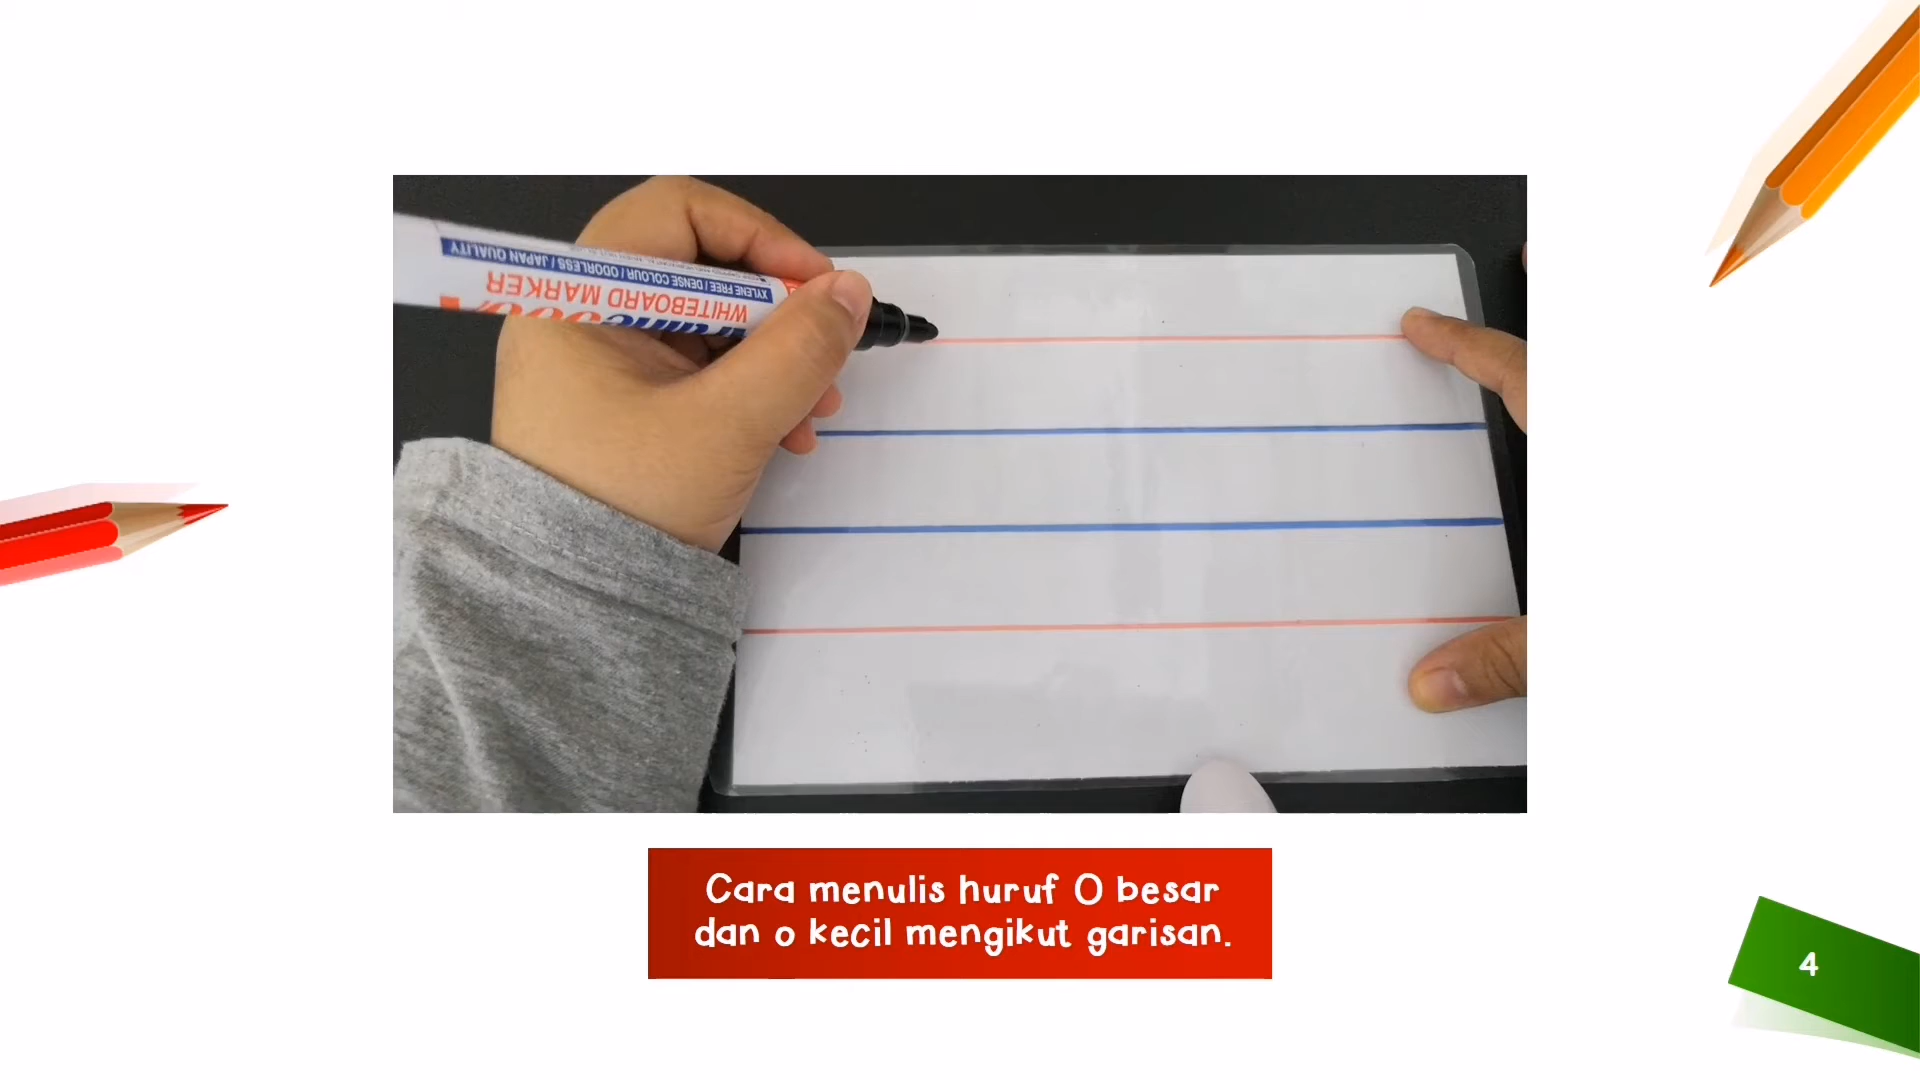 XYLENE FREE / DENSE COLOUR / ODORLESS / JAPAN QUALITY
WHITEBOARD MARKER
Cara menulis huruf O besar
dan o kecil mengikut garisan.
4